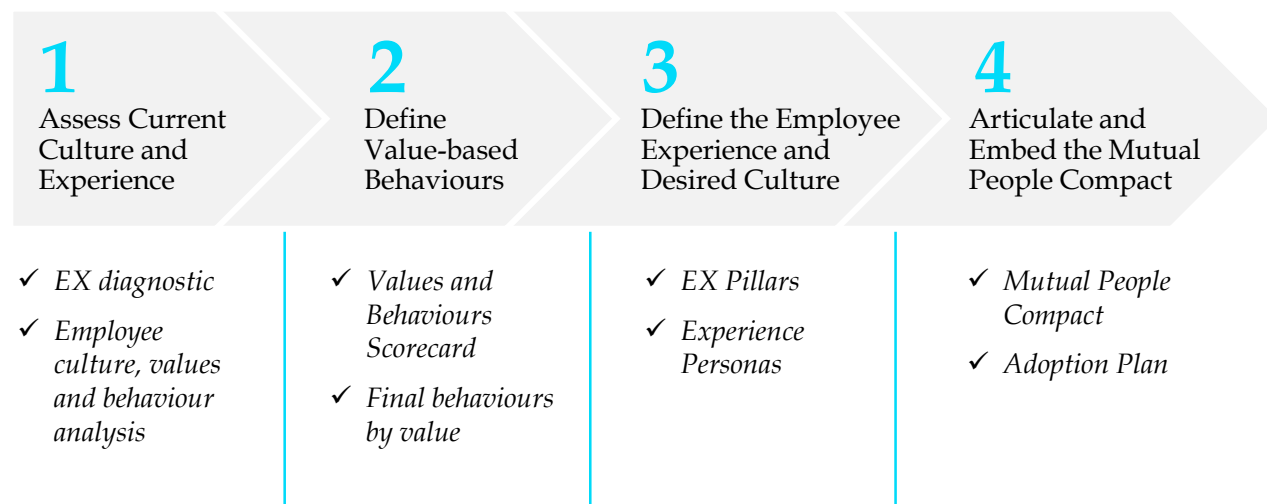 1
Assess Current
Culture and
Experience
2
Define
Value-based
Behaviours
3
Define the Employee
Experience and
Desired Culture
4
Articulate and
Embed the Mutual
People Compact
✓ EX diagnostic
✓ Employee
culture, values
and behaviour
analysis
✓ Values and
Behaviours
Scorecard
✓ Final behaviours
by value
✓ EX Pillars
✓ Experience
Personas
✓ Mutual People
Compact
✓ Adoption Plan